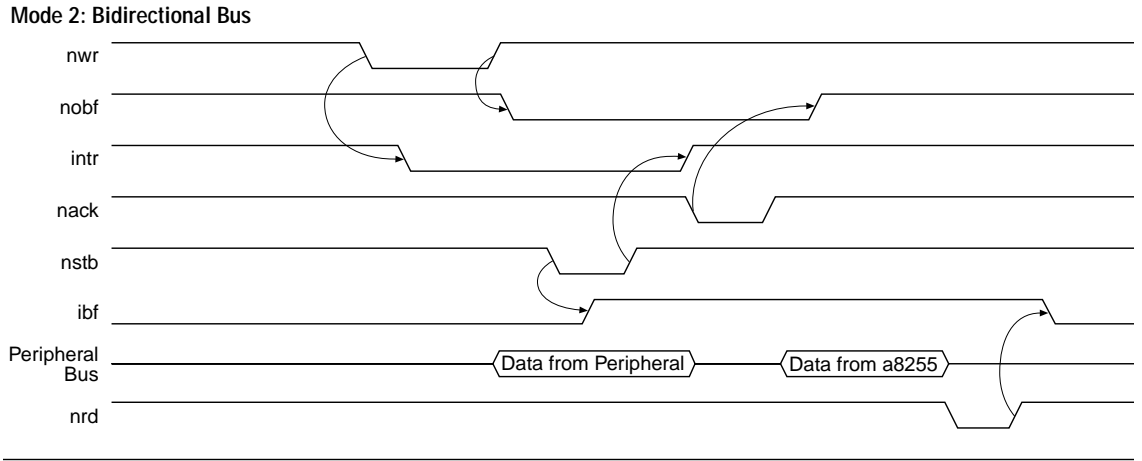 Mode 2: Bidirectional Bus
nwr
nobf
intr
nack
nstb
ibf
Peripheral
Bus
Data from Peripheral
Data from a8255
nrd